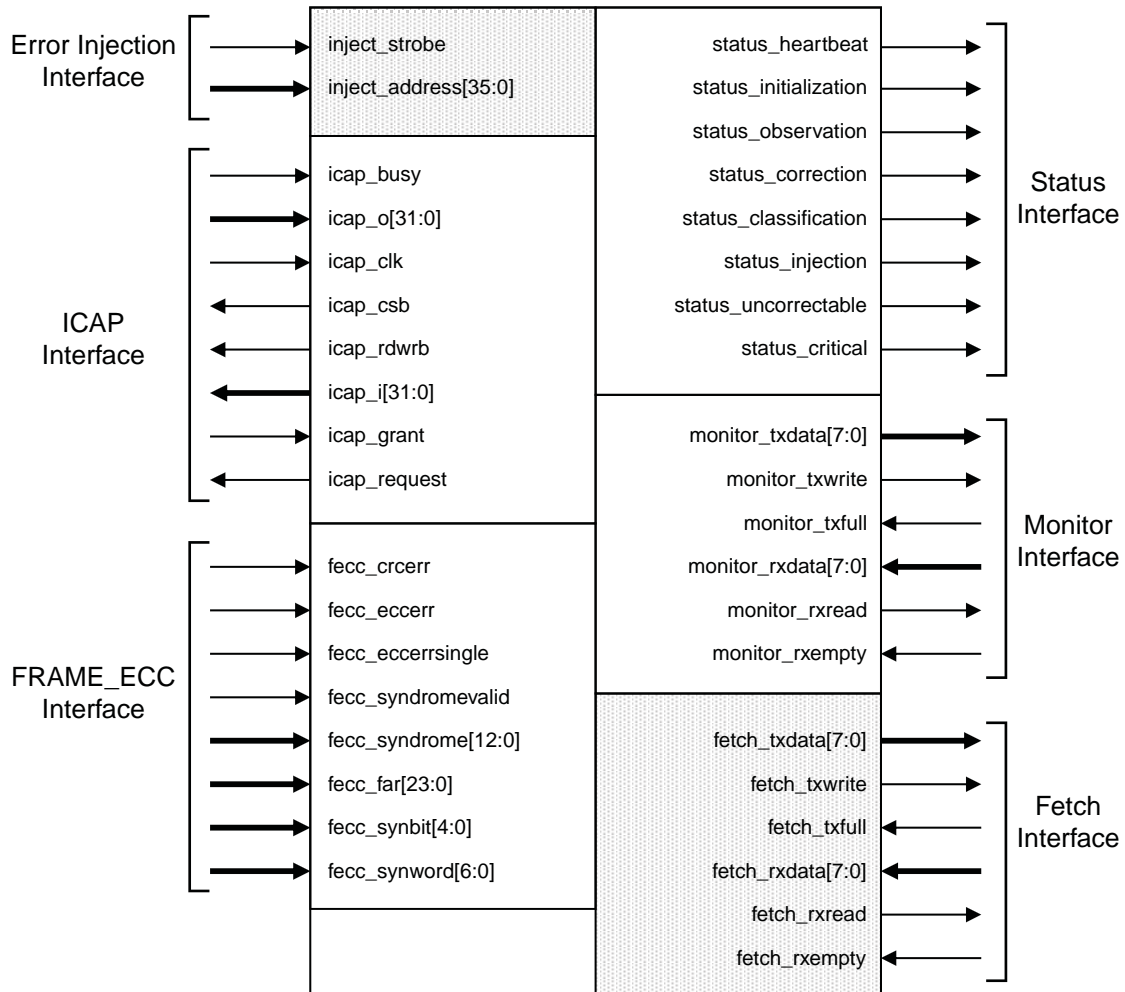 Error Injection
Interface
inject_strobe
inject_address[35:0]
ICAP
Interface
icap_busy
icap_o[31:0]
icap_clk
icap_csb
icap_rdwrb
icap_i[31:0]
icap_grant
icap_request
FRAME_ECC
Interface
fecc_crcerr
fecc_eccerr
fecc_eccerrsingle
fecc_syndromevalid
fecc_syndrome[12:0]
fecc_far[23:0]
fecc_synbit[4:0]
fecc_synword[6:0]
status_heartbeat
status_initialization
status_observation
status_correction
status_classification
status_injection
status_uncorrectable
status_critical
Status
Interface
monitor_txdata[7:0]
monitor_txwrite
monitor_txfull
monitor_rxdata[7:0]
monitor_rxread
monitor_rxempty
Monitor
Interface
fetch_txdata[7:0]
fetch_txwrite
fetch_txfull
fetch_rxdata[7:0]
fetch_rxread
fetch_rxempty
Fetch
Interface